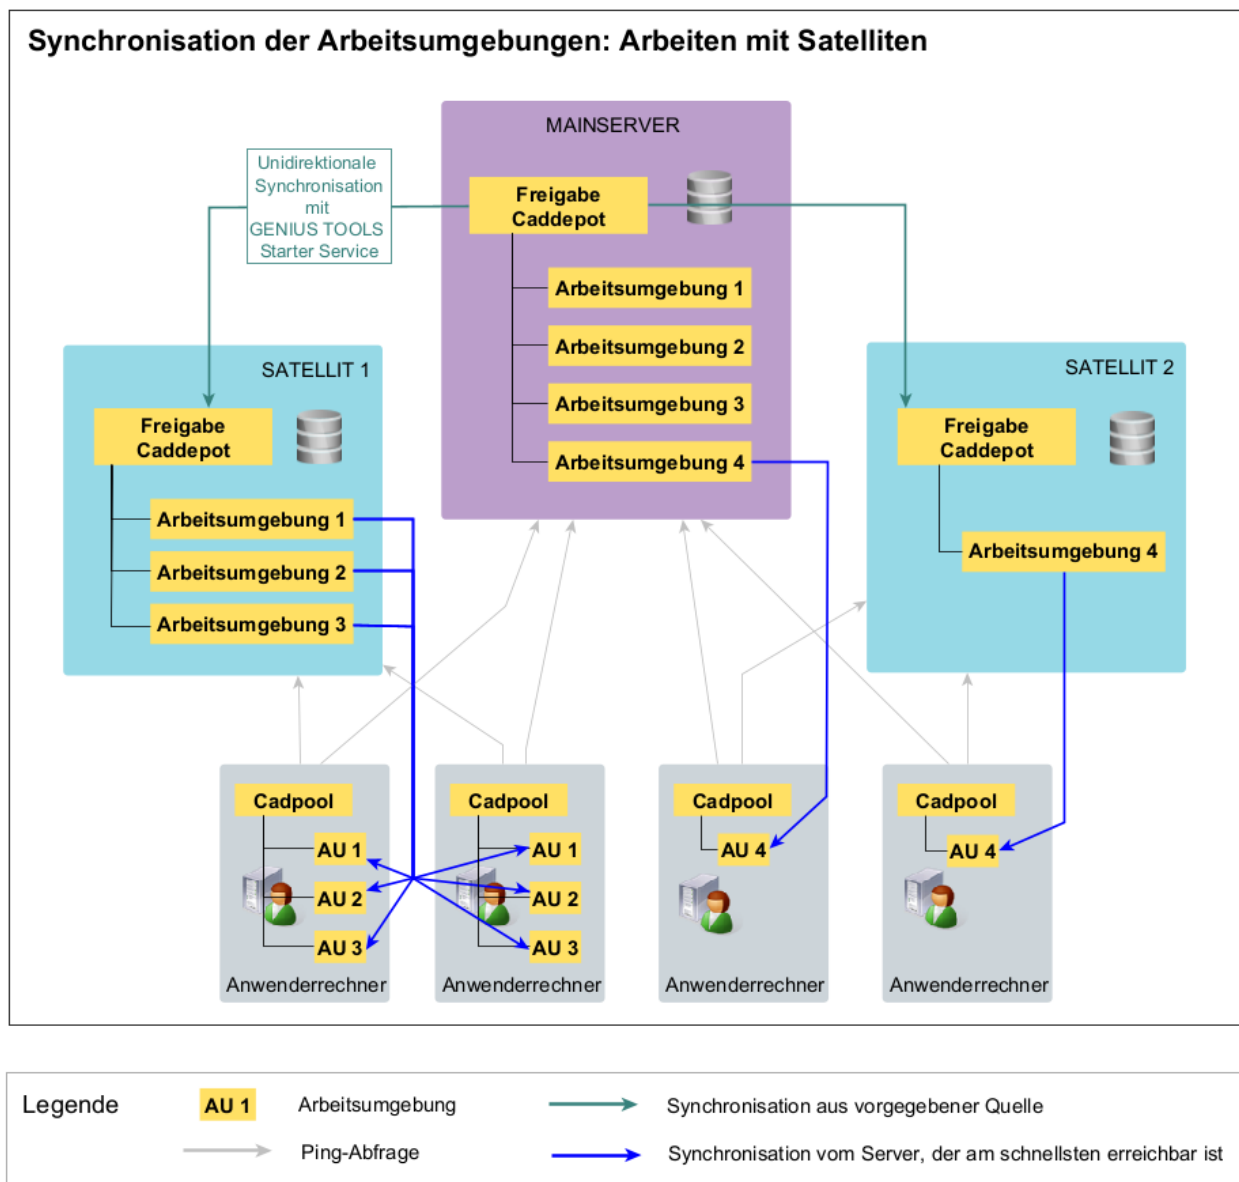 Synchronisation der Arbeitsumgebungen: Arbeiten mit Satelliten
MAINSERVER
Unidirektionale
Synchronisation
mit
GENIUS TOOLS
Starter Service
Freigabe
Caddepot
Arbeitsumgebung 1
Arbeitsumgebung 2
Arbeitsumgebung 3
Arbeitsumgebung 4
SATELLIT 1
Freigabe
Caddepot
Arbeitsumgebung 1
Arbeitsumgebung 2
Arbeitsumgebung 3
SATELLIT 2
Freigabe
Caddepot
Arbeitsumgebung 4
Cadpool
AU 1
AU 2
AU 3
Anwenderrechner
Cadpool
AU 1
AU 2
AU 3
Anwenderrechner
Cadpool
AU 4
Anwenderrechner
Cadpool
AU 4
Anwenderrechner
Legende
AU 1
Arbeitsumgebung
Synchronisation aus vorgegebener Quelle
Ping-Abfrage
Synchronisation vom Server, der am schnellsten erreichbar ist